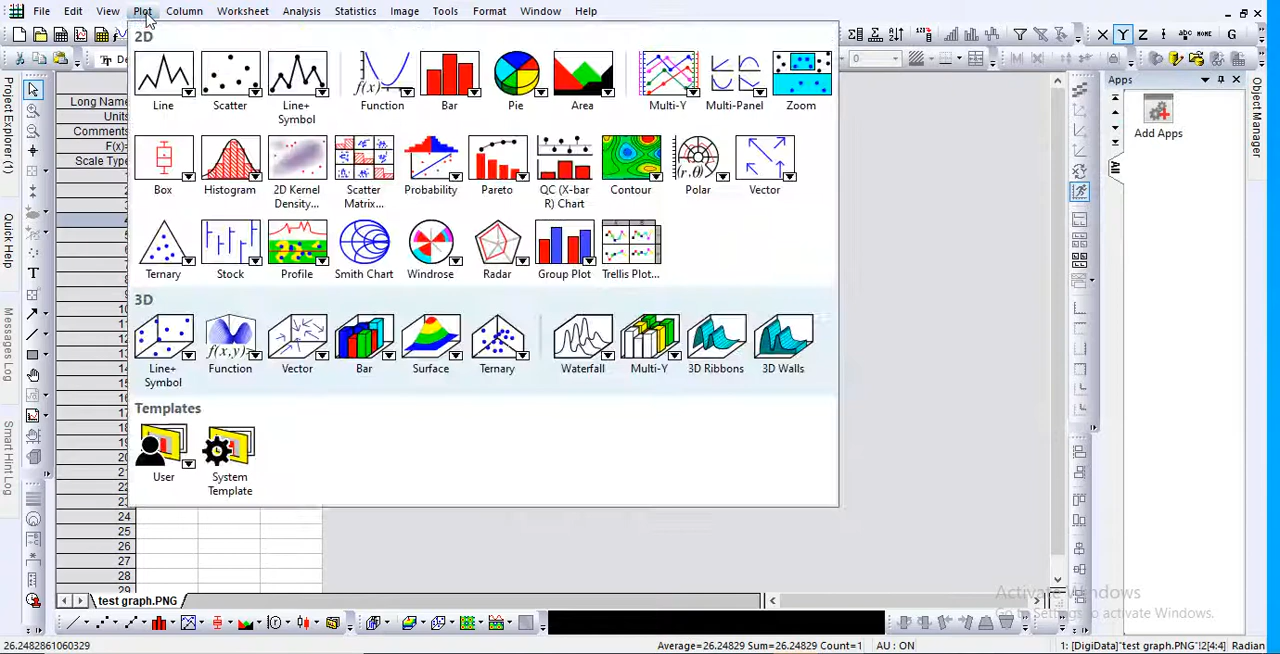 File Edit View Plot Column Worksheet Analysis Statistics Image Tools Format Window Help
2D
Line Scatter Line+ Symbol Function Bar Pie Area Multi-Y Multi-Panel Zoom
Box Histogram 2D Kernel Density... Scatter Matrix... Probability Pareto QC (X-bar R) Chart Contour Polar Vector
Ternary Stock Profile Smith Chart Windrose Radar Group Plot Trellis Plot...
3D
Line+ Symbol Function Vector Bar Surface Ternary Waterfall Multi-Y 3D Ribbons 3D Walls
Templates
User System Template
Project Explorer (1)
Quick Help
Messages Log
Smart Hint Log
Long Name
Units
Comments
F(x)=
Scale Type
24
25
26
27
28
29
test graph.PNG
Apps
Add Apps
All
Object Manager
X Y Z
NONE
G
0
Activate Windows
Go to Settings to activate Windows.
26.2482861060329
Average=26.24829 Sum=26.24829 Count=1 AU : ON 1: [DigiData]"test graph.PNG"!2[4:4] Radian